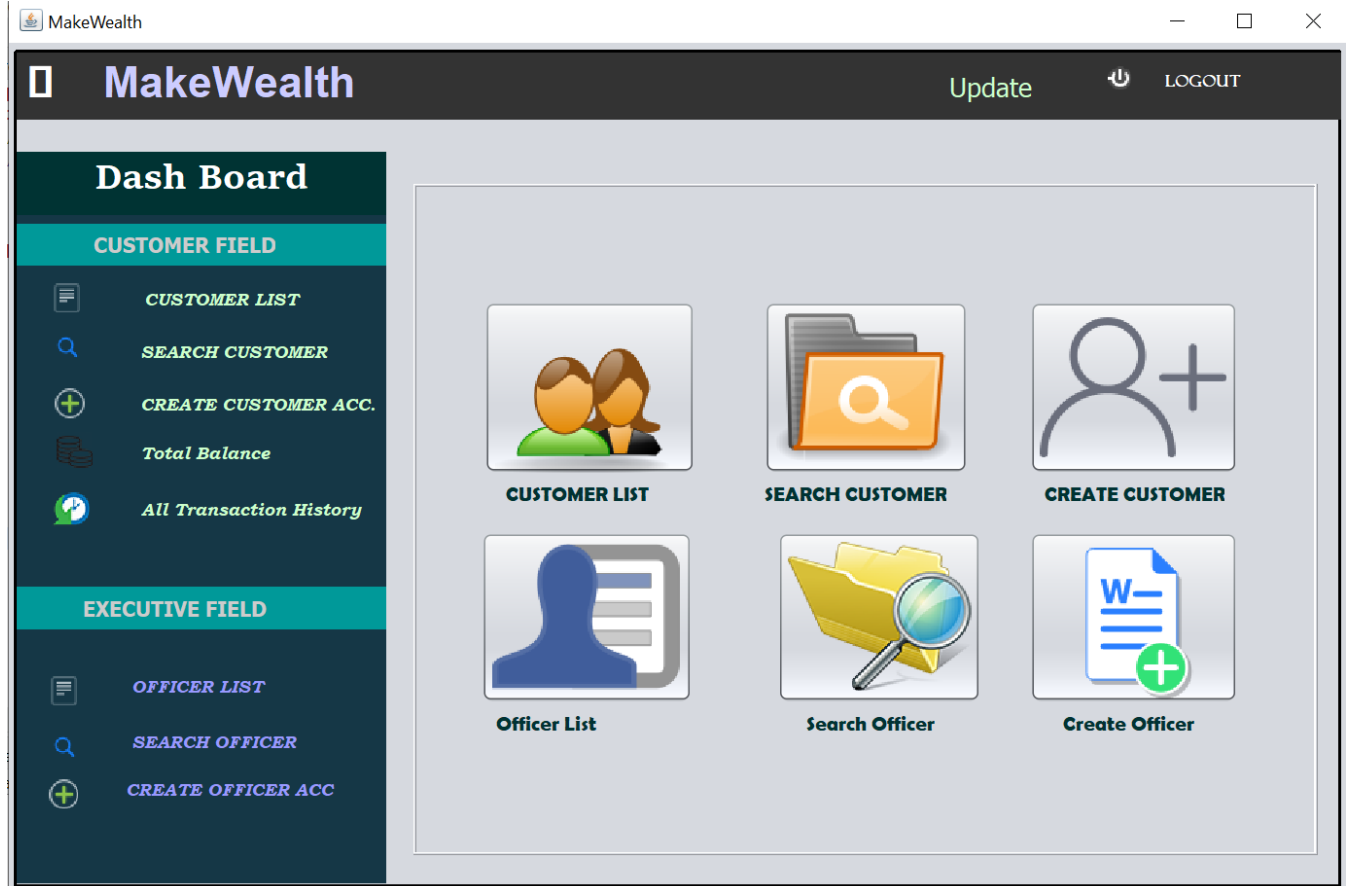 MakeWealth
MakeWealth
Update
LOGOUT
Dash Board
CUSTOMER FIELD
CUSTOMER LIST
SEARCH CUSTOMER
CREATE CUSTOMER ACC.
Total Balance
All Transaction History
EXECUTIVE FIELD
OFFICER LIST
SEARCH OFFICER
CREATE OFFICER ACC
CUSTOMER LIST
SEARCH CUSTOMER
CREATE CUSTOMER
W
Officer List
Search Officer
Create Officer